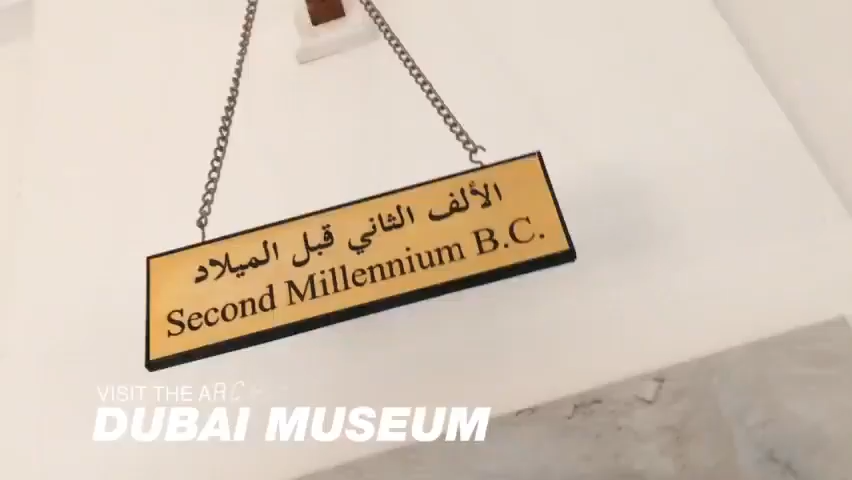 الألف الثاني قبل الميلاد
Second Millennium B.C.
VISIT THE
DUBAI MUSEUM